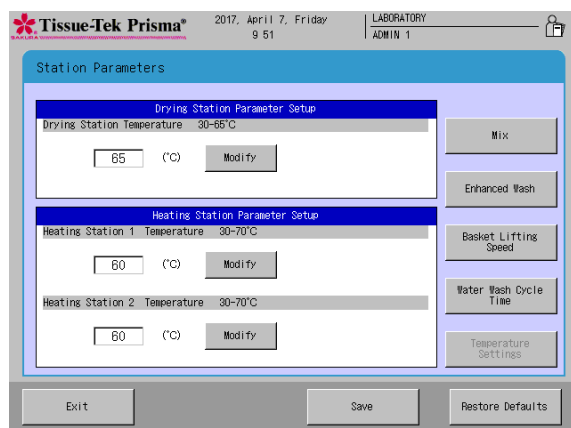 Tissue-Tek Prisma®
SAKURA
2017, April 7, Friday
9 51
LABORATORY
ADMIN 1
Station Parameters
Drying Station Parameter Setup
Drying Station Temperature 30-65°C
65 (°C) Modify
Heating Station Parameter Setup
Heating Station 1 Temperature 30-70°C
60 (°C) Modify
Heating Station 2 Temperature 30-70°C
60 (°C) Modify
Mix
Enhanced Wash
Basket Lifting
Speed
Water Wash Cycle
Time
Temperature
Settings
Exit
Save
Restore Defaults